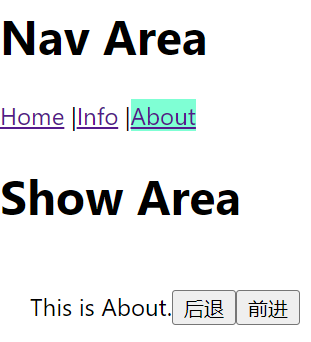 Nav Area
Home |Info |About
Show Area
This is About.后退 前进